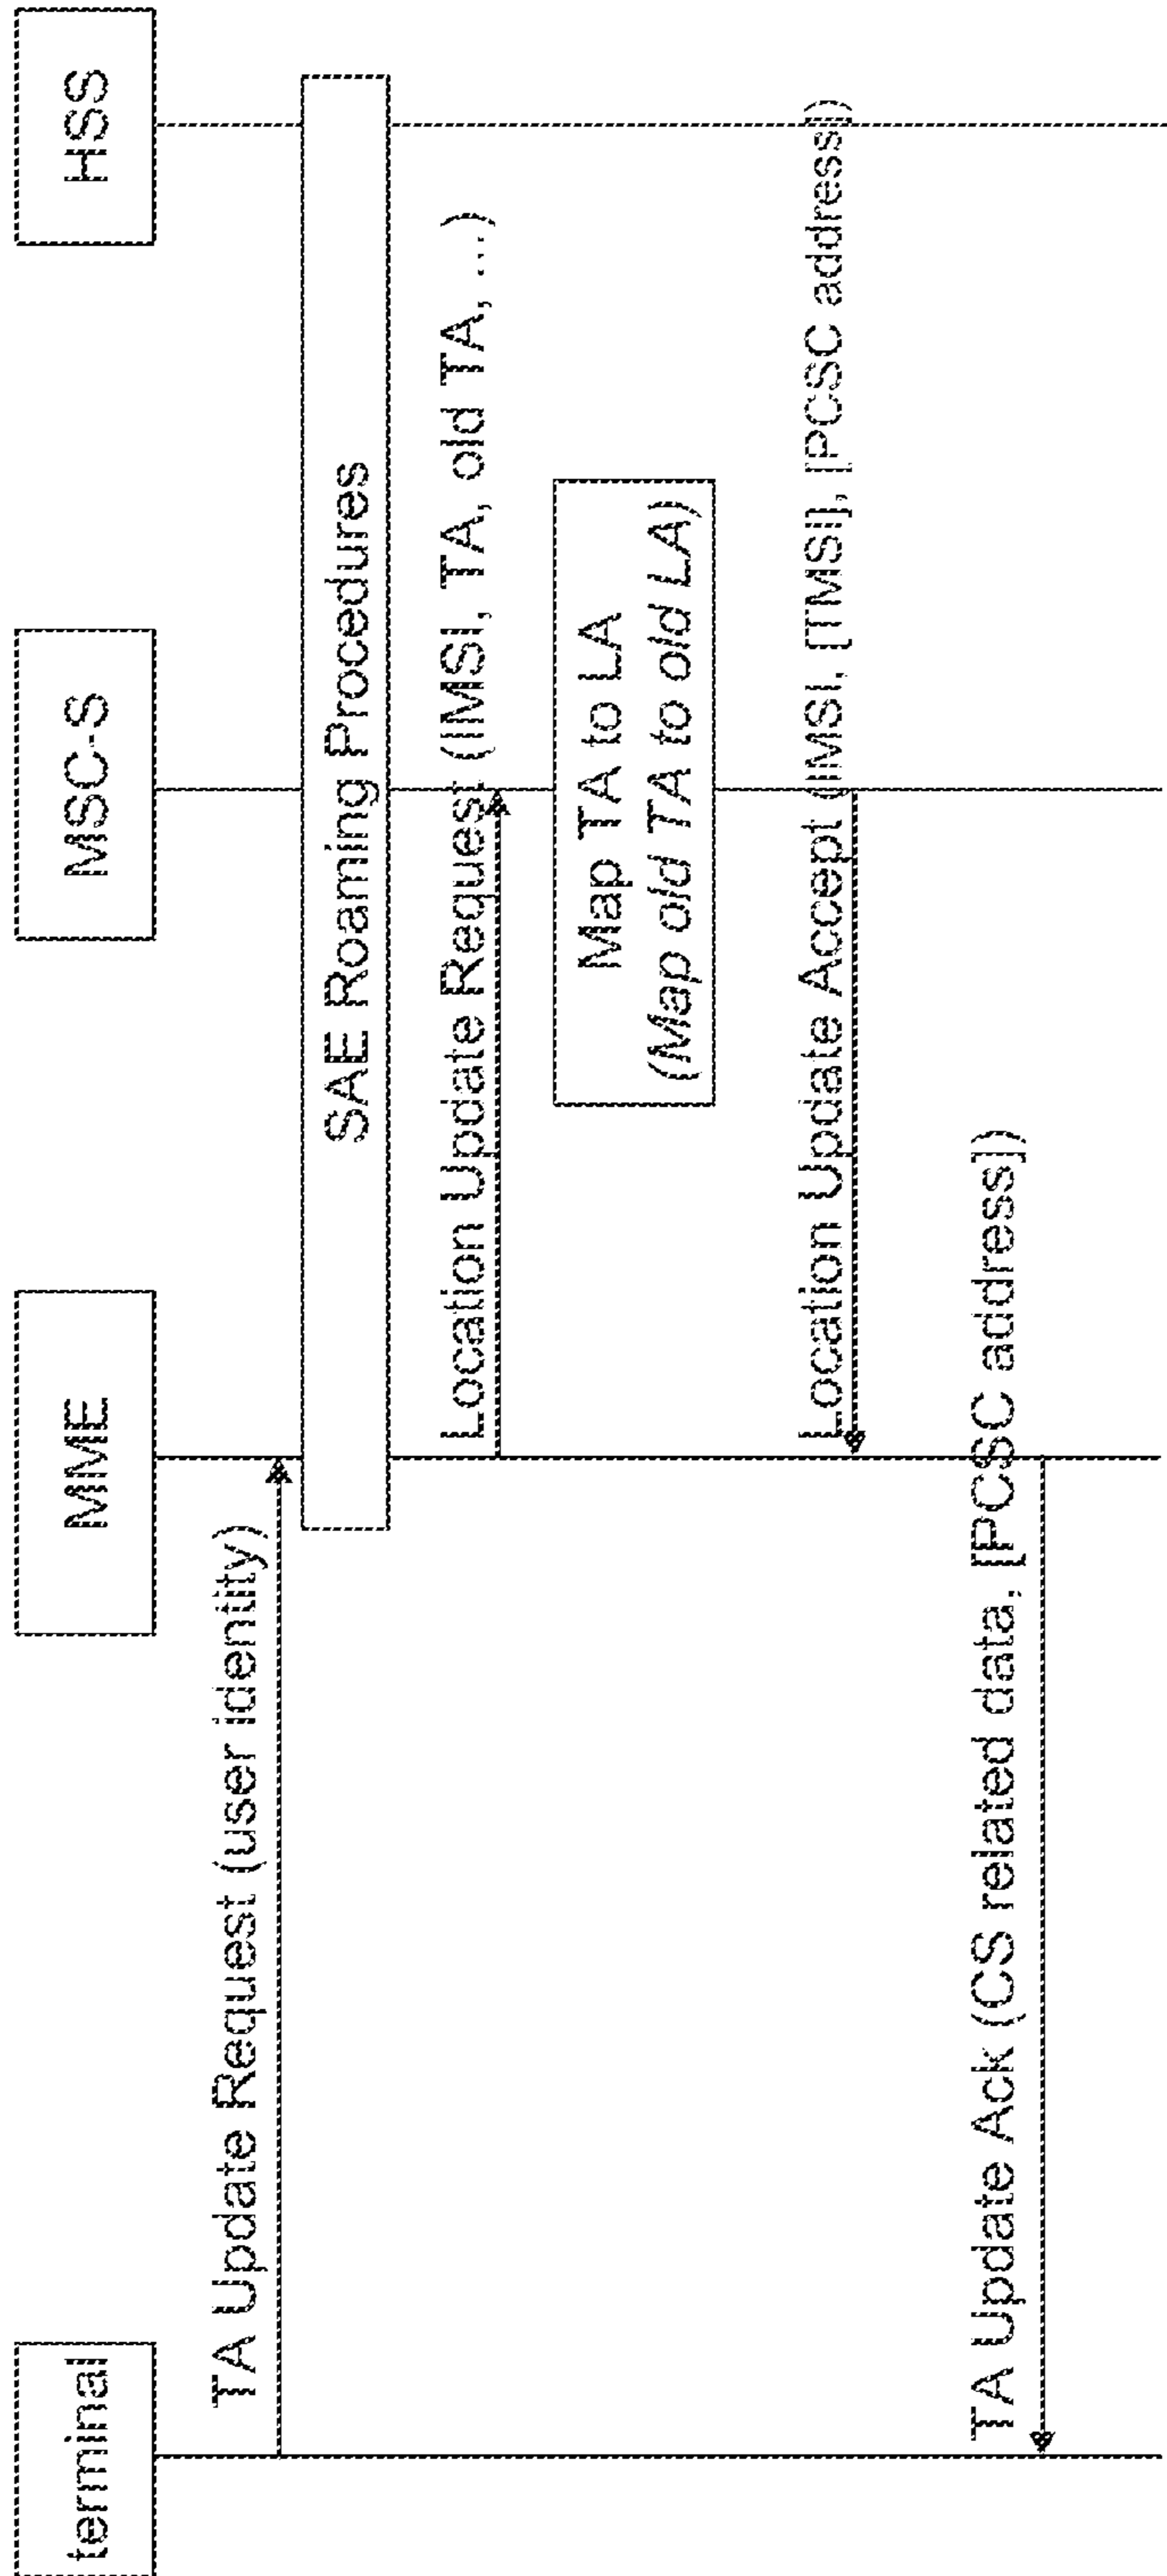 terminal
MME
MSC-S
HSS
TA Update Request (user identity)
SAE Roaming Procedures
Location Update Request (IMSI, TA, old TA, ...)
Map TA to LA
(Map old TA to old LA)
Location Update Accept (IMSI, [TMSI], [PCSC address])
TA Update Ack (CS related data, [PCSC address])